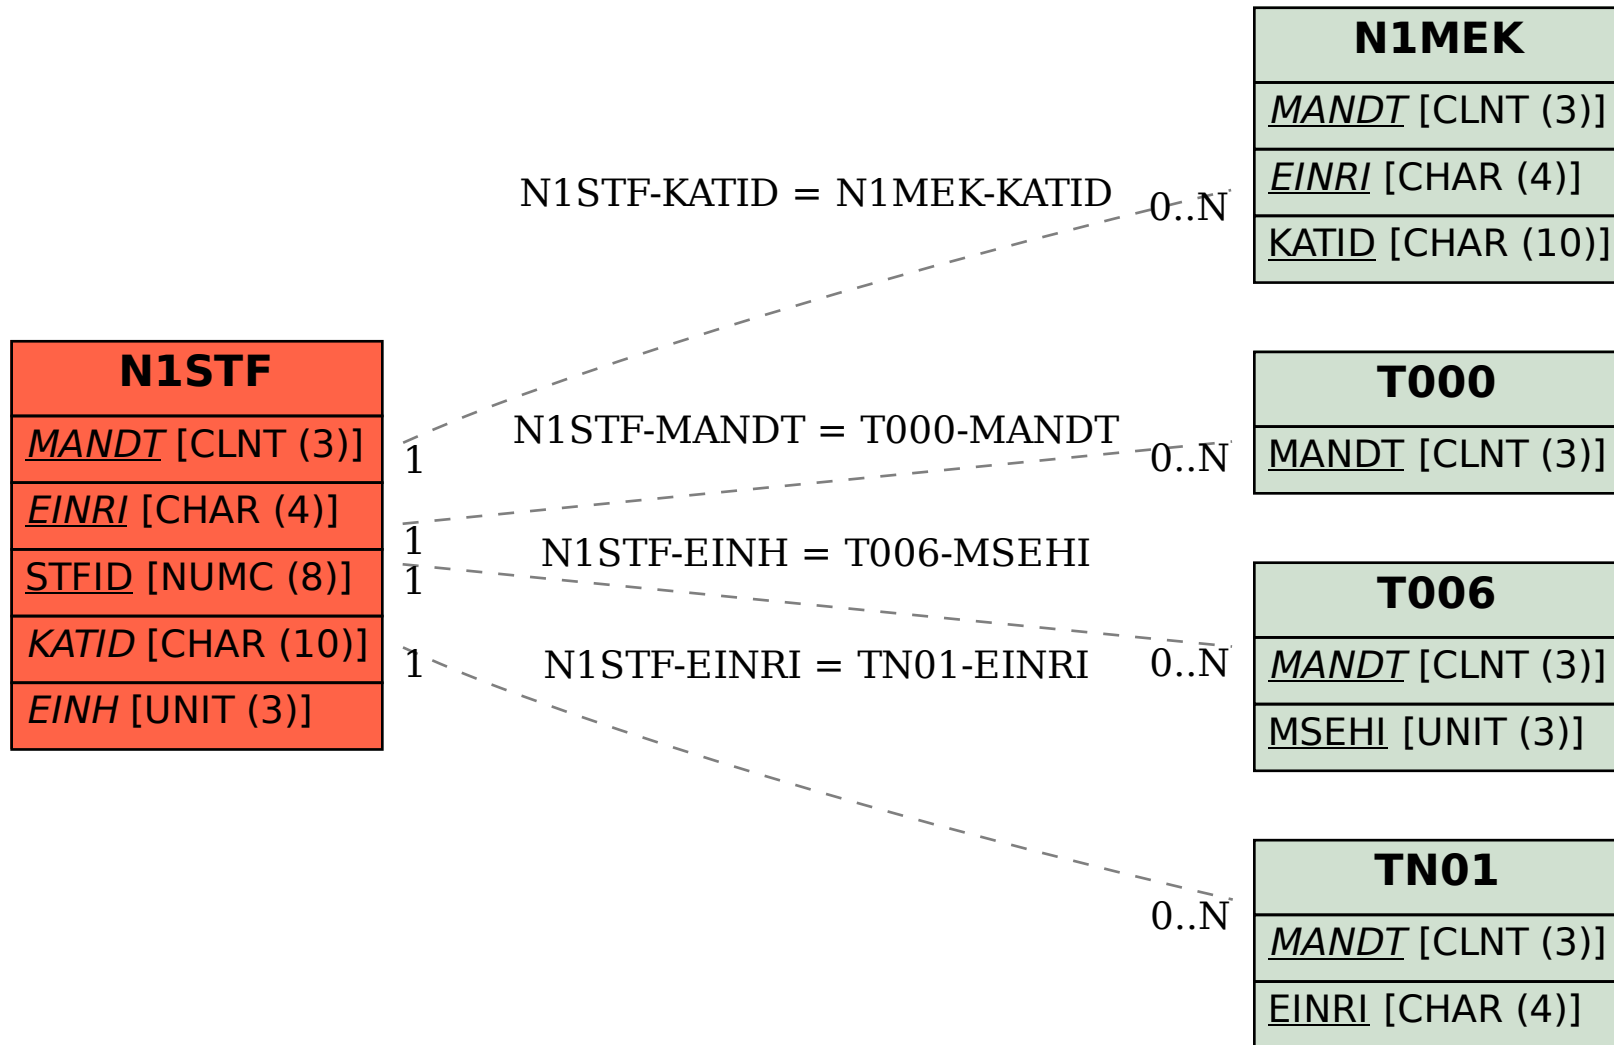 N1STF
MANDT [CLNT (3)]
EINRI [CHAR (4)]
STFID [NUMC (8)]
KATID [CHAR (10)]
EINH [UNIT (3)]
N1STF-KATID = N1MEK-KATID
0..N
1
N1STF-MANDT = T000-MANDT
0..N
1
N1STF-EINH = T006-MSEHI
0..N
1
N1STF-EINRI = TN01-EINRI
0..N
1
N1MEK
MANDT [CLNT (3)]
EINRI [CHAR (4)]
KATID [CHAR (10)]
T000
MANDT [CLNT (3)]
T006
MANDT [CLNT (3)]
MSEHI [UNIT (3)]
TN01
MANDT [CLNT (3)]
EINRI [CHAR (4)]